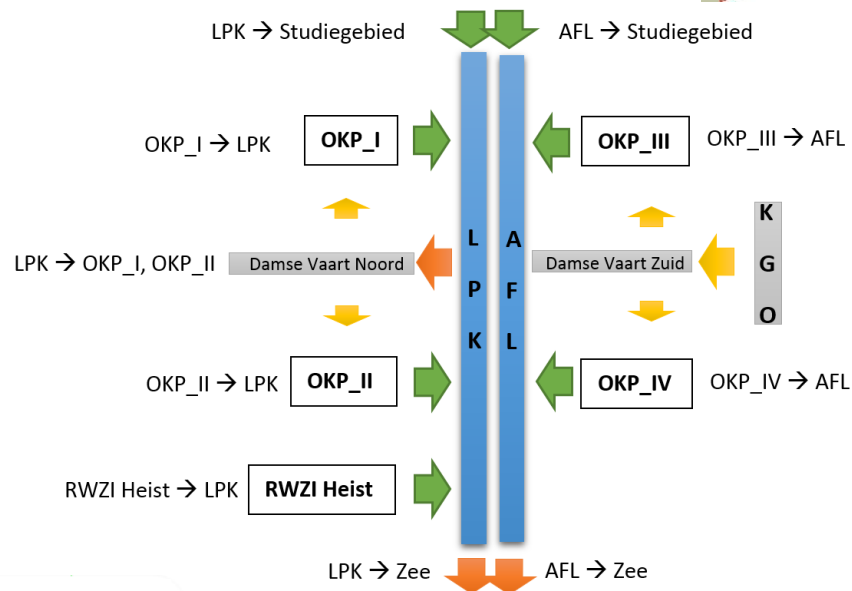 LPK → Studiegebied
AFL → Studiegebied
OKP_I → LPK
OKP_I
OKP_III
OKP_III → AFL
LPK → OKP_I, OKP_II
Damse Vaart Noord
L
P
K
A
F
L
Damse Vaart Zuid
K
G
O
OKP_II → LPK
OKP_II
OKP_IV
OKP_IV → AFL
RWZI Heist → LPK
RWZI Heist
LPK → Zee
AFL → Zee